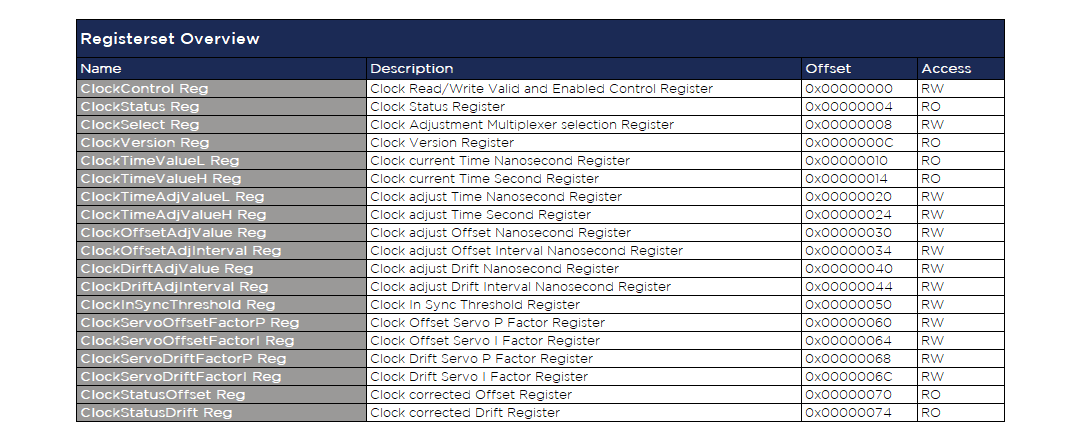 Registerset Overview
Name Description Offset Access
ClockControl Reg Clock Read/Write Valid and Enabled Control Register 0x00000000 RW
ClockStatus Reg Clock Status Register 0x00000004 RO
ClockSelect Reg Clock Adjustment Multiplexer selection Register 0x00000008 RW
ClockVersion Reg Clock Version Register 0x0000000C RO
ClockTimeValueL Reg Clock current Time Nanosecond Register 0x00000010 RO
ClockTimeValueH Reg Clock current Time Second Register 0x00000014 RO
ClockTimeAdjValueL Reg Clock adjust Time Nanosecond Register 0x00000020 RW
ClockTimeAdjValueH Reg Clock adjust Time Second Register 0x00000024 RW
ClockOffsetAdjValue Reg Clock adjust Offset Nanosecond Register 0x00000030 RW
ClockOffsetAdjInterval Reg Clock adjust Offset Interval Nanosecond Register 0x00000034 RW
ClockDirftAdjValue Reg Clock adjust Drift Nanosecond Register 0x00000040 RW
ClockDriftAdjInterval Reg Clock adjust Drift Interval Nanosecond Register 0x00000044 RW
ClockInSyncThreshold Reg Clock In Sync Threshold Register 0x00000050 RW
ClockServoOffsetFactorP Reg Clock Offset Servo P Factor Register 0x00000060 RW
ClockServoOffsetFactorI Reg Clock Offset Servo I Factor Register 0x00000064 RW
ClockServoDriftFactorP Reg Clock Drift Servo P Factor Register 0x00000068 RW
ClockServoDriftFactorI Reg Clock Drift Servo I Factor Register 0x0000006C RW
ClockStatusOffset Reg Clock corrected Offset Register 0x00000070 RO
ClockStatusDrift Reg Clock corrected Drift Register 0x00000074 RO